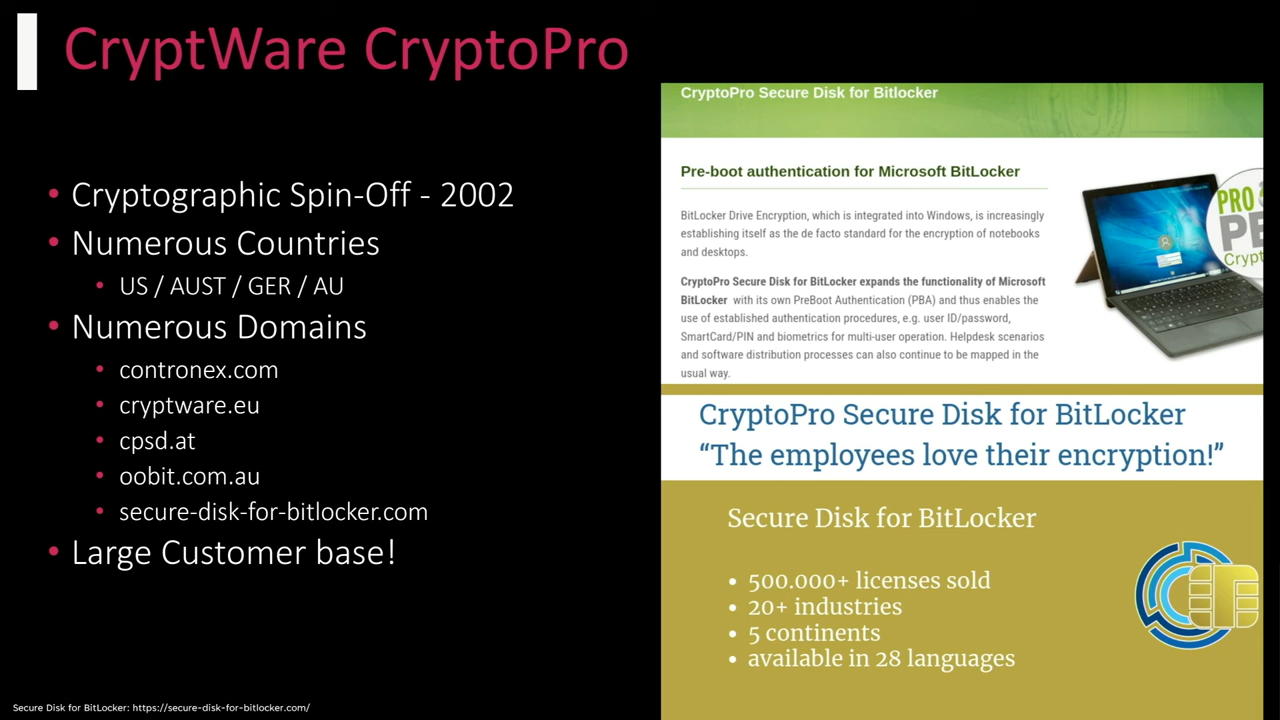 CryptWare CryptoPro
• Cryptographic Spin-Off - 2002
• Numerous Countries
• US / AUST / GER / AU
• Numerous Domains
• contronex.com
• cryptware.eu
• cpsd.at
• oobit.com.au
• secure-disk-for-bitlocker.com
• Large Customer base!
CryptoPro Secure Disk for Bitlocker
Pre-boot authentication for Microsoft BitLocker
BitLocker Drive Encryption, which is integrated into Windows, is increasingly
establishing itself as the de facto standard for the encryption of notebooks
and desktops.
CryptoPro Secure Disk for BitLocker expands the functionality of Microsoft
BitLocker with its own PreBoot Authentication (PBA) and thus enables the
use of established authentication procedures, e.g. user ID/password,
SmartCard/PIN and biometrics for multi-user operation. Helpdesk scenarios
and software distribution processes can also continue to be mapped in the
usual way.
PRO
Crypt
CryptoPro Secure Disk for BitLocker
“The employees love their encryption!”
Secure Disk for BitLocker
• 500.000+ licenses sold
• 20+ industries
• 5 continents
• available in 28 languages
Secure Disk for BitLocker: https://secure-disk-for-bitlocker.com/